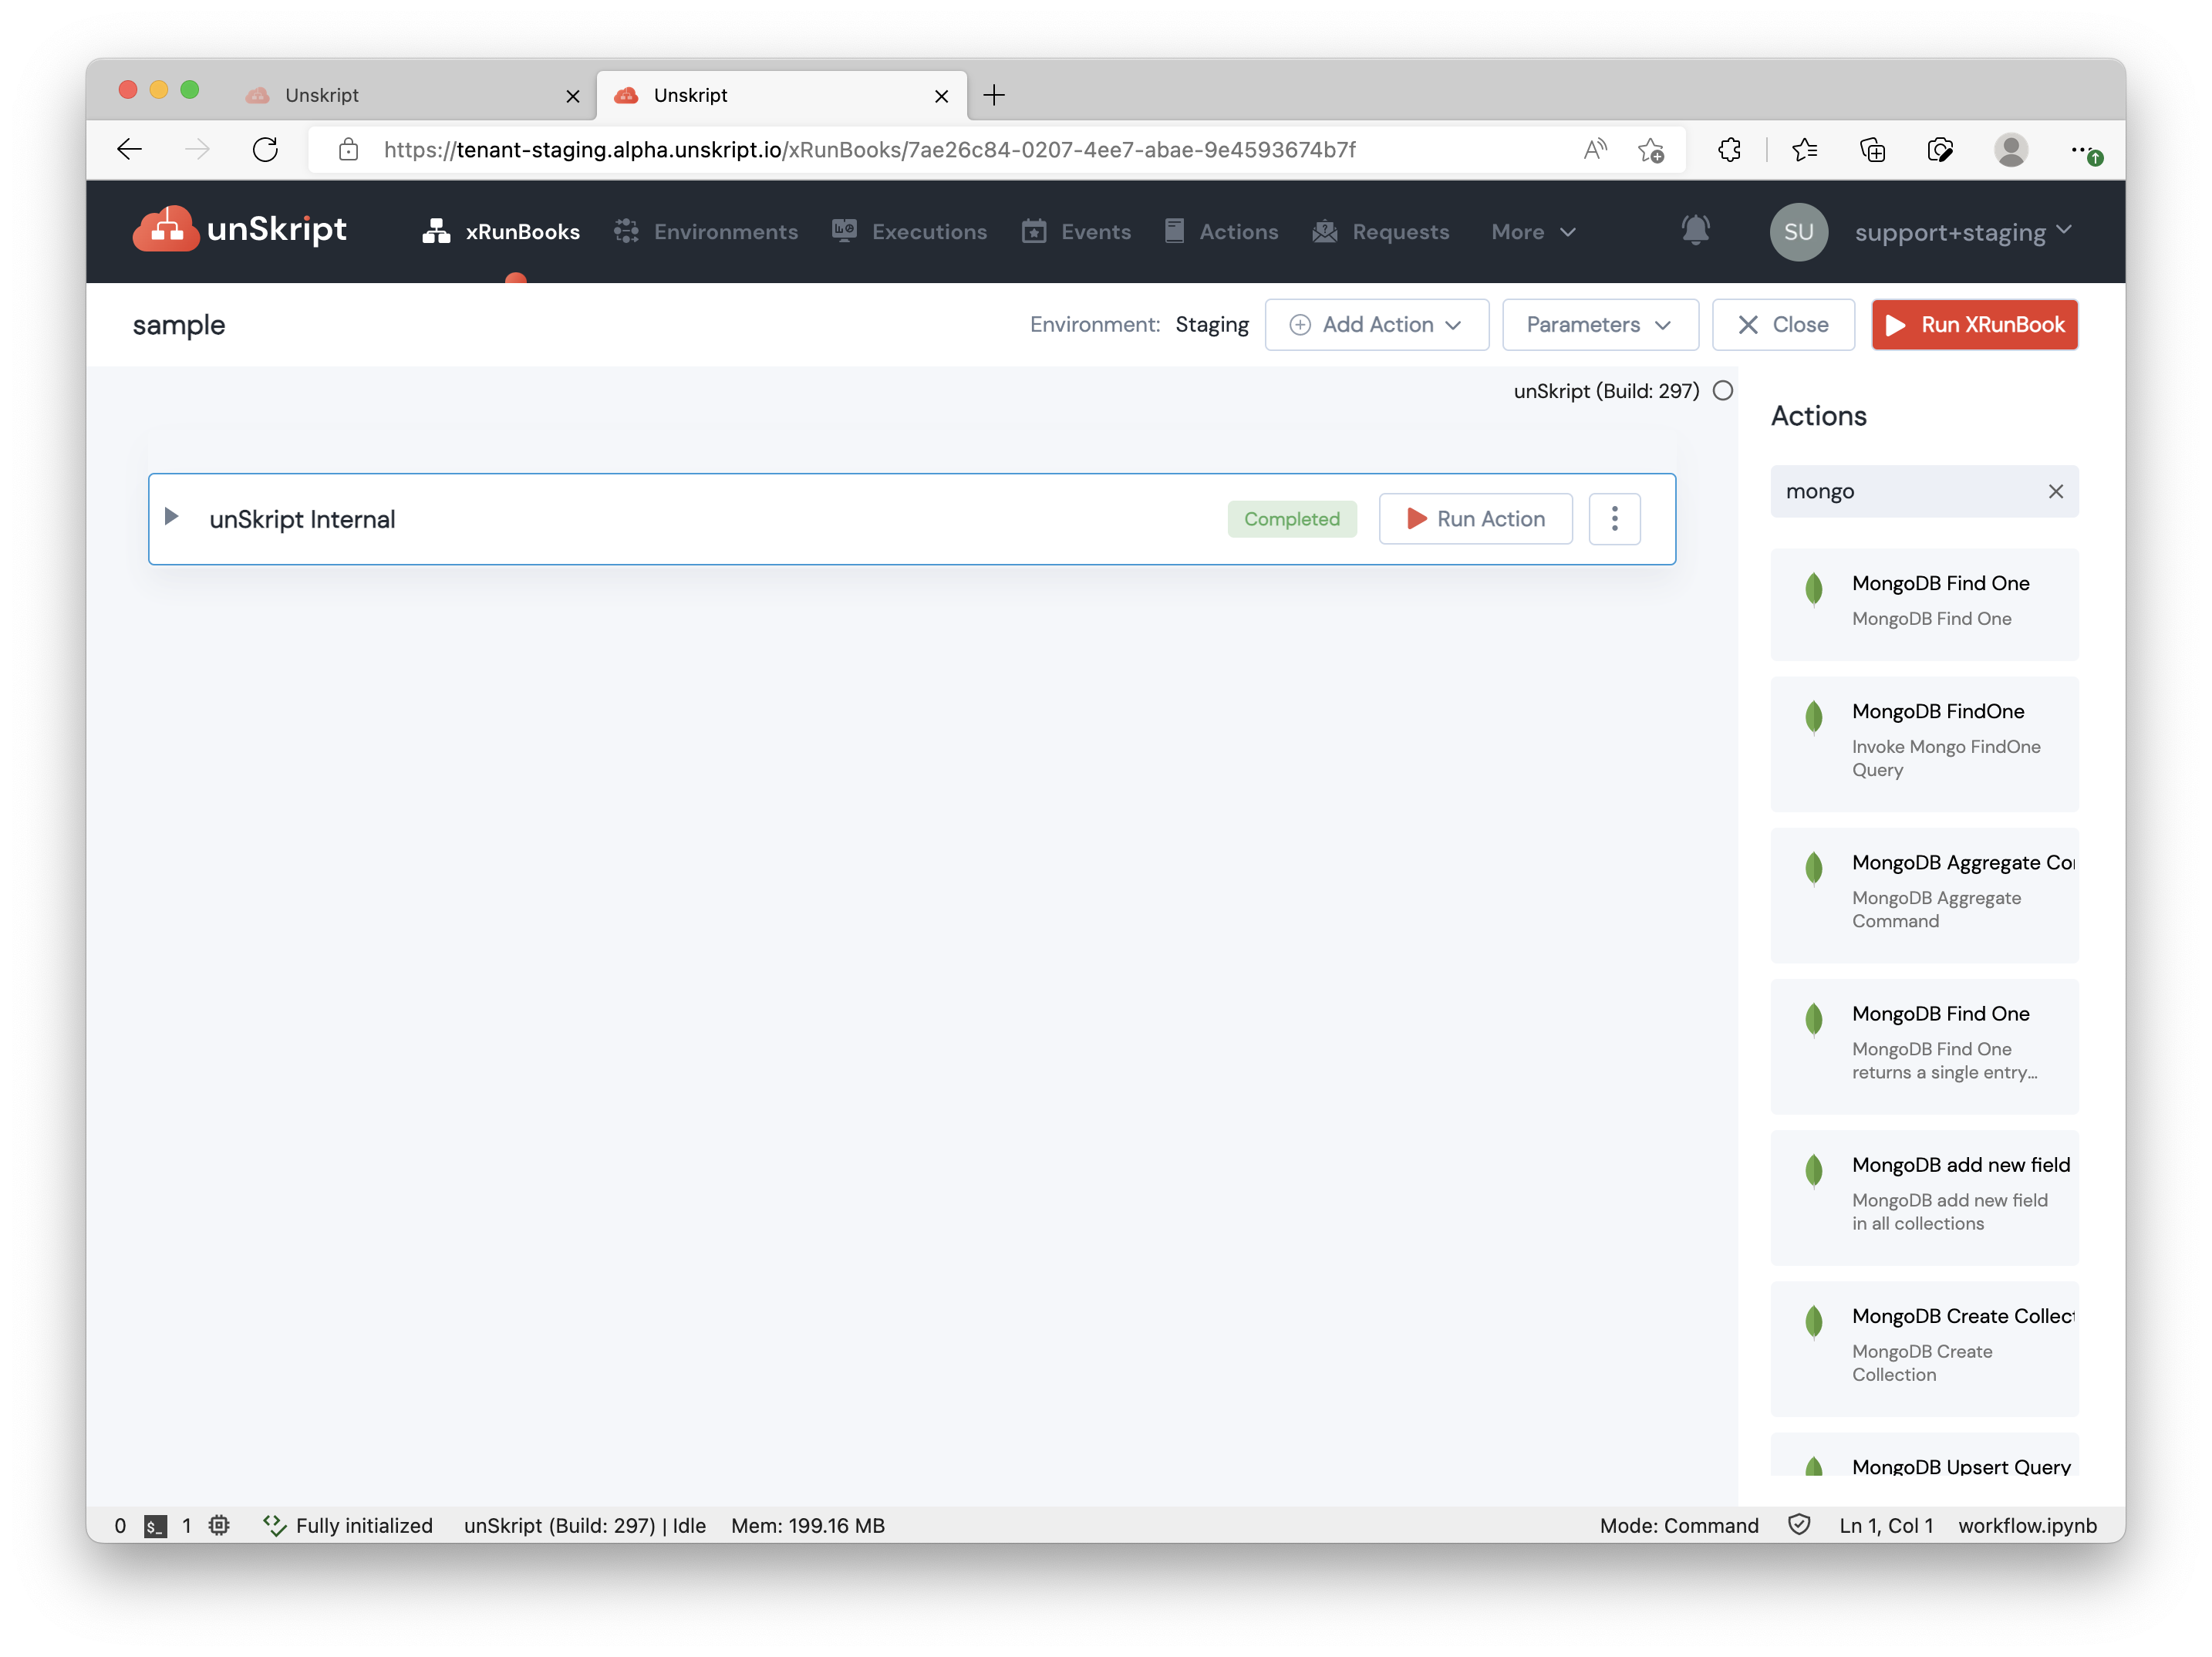 Unskript
Unskript
https://tenant-staging.alpha.unskript.io/xRunBooks/7ae26c84-0207-4ee7-abae-9e4593674b7f
unSkript
xRunBooks
Environments
Executions
Events
Actions
Requests
More
SU
support+staging
sample
Environment: Staging
Add Action
Parameters
Close
Run XRunBook
unSkript (Build: 297)
unSkript Internal
Completed
Run Action
Actions
mongo
MongoDB Find One
MongoDB Find One
MongoDB FindOne
Invoke Mongo FindOne
Query
MongoDB Aggregate Co
MongoDB Aggregate
Command
MongoDB Find One
MongoDB Find One
returns a single entry...
MongoDB add new field
MongoDB add new field
in all collections
MongoDB Create Collec
MongoDB Create
Collection
MongoDB Upsert Query
0 $_ 1 Fully initialized unSkript (Build: 297) | Idle Mem: 199.16 MB
Mode: Command Ln 1, Col 1 workflow.ipynb